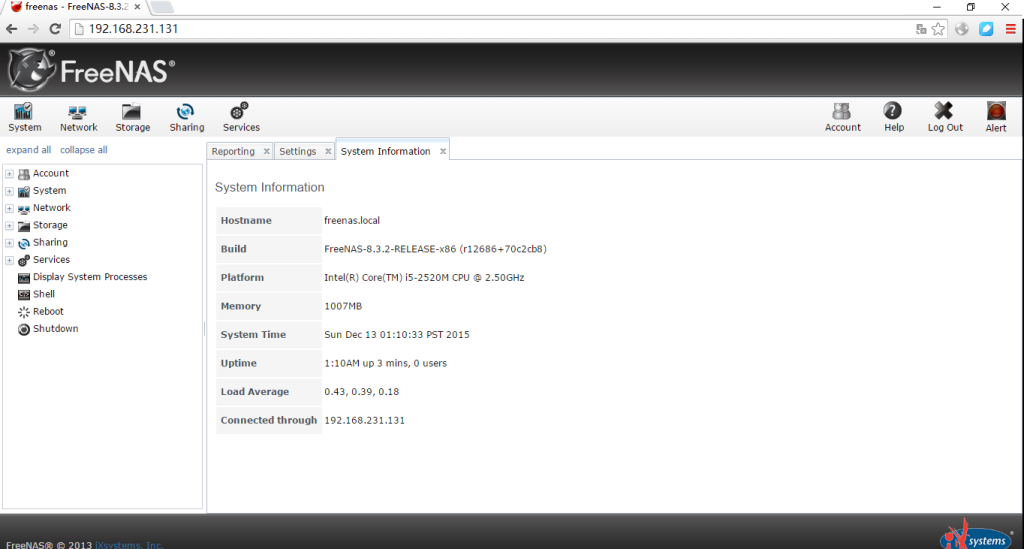 freenas - FreeNAS-8.3.2
192.168.231.131
FreeNAS®
System Network Storage Sharing Services Account Help Log Out Alert
expand all collapse all
Reporting Settings System Information
Account
System
Network
Storage
Sharing
Services
Display System Processes
Shell
Reboot
Shutdown
System Information
Hostname freenas.local
Build FreeNAS-8.3.2-RELEASE-x86 (r12686+70c2cb8)
Platform Intel(R) Core(TM) i5-2520M CPU @ 2.50GHz
Memory 1007MB
System Time Sun Dec 13 01:10:33 PST 2015
Uptime 1:10AM up 3 mins, 0 users
Load Average 0.43, 0.39, 0.18
Connected through 192.168.231.131
FreeNAS® © 2013 iXsystems, Inc.
iX systems